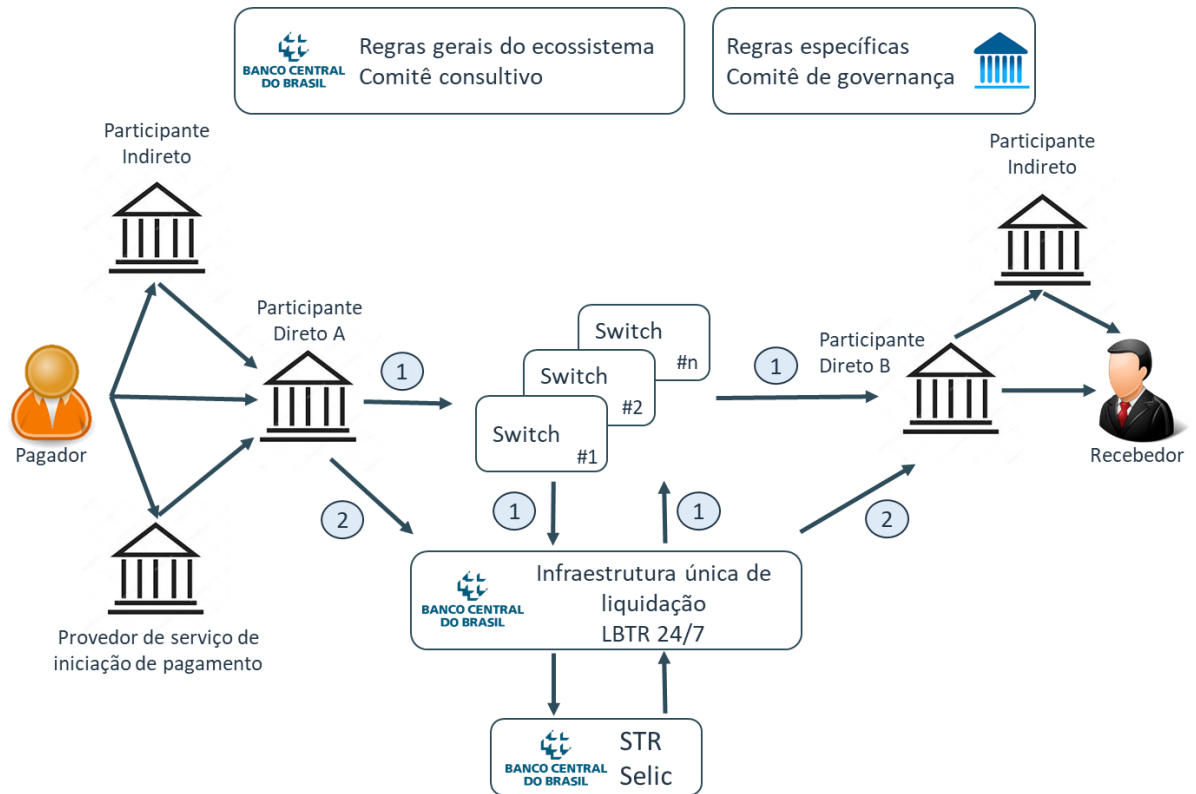 BANCO CENTRAL
DO BRASIL
Regras gerais do ecossistema
Comitê consultivo
Regras específicas
Comitê de governança
Participante
Indireto
Participante
Indireto
Participante
Direto A
Switch
#n
Switch
#2
Switch
#1
Participante
Direto B
1
1
Pagador
Recebedor
2
1
1
2
BANCO CENTRAL
DO BRASIL
Infraestrutura única de
liquidação
LBTR 24/7
Provedor de serviço de
iniciação de pagamento
BANCO CENTRAL
DO BRASIL
STR
Selic